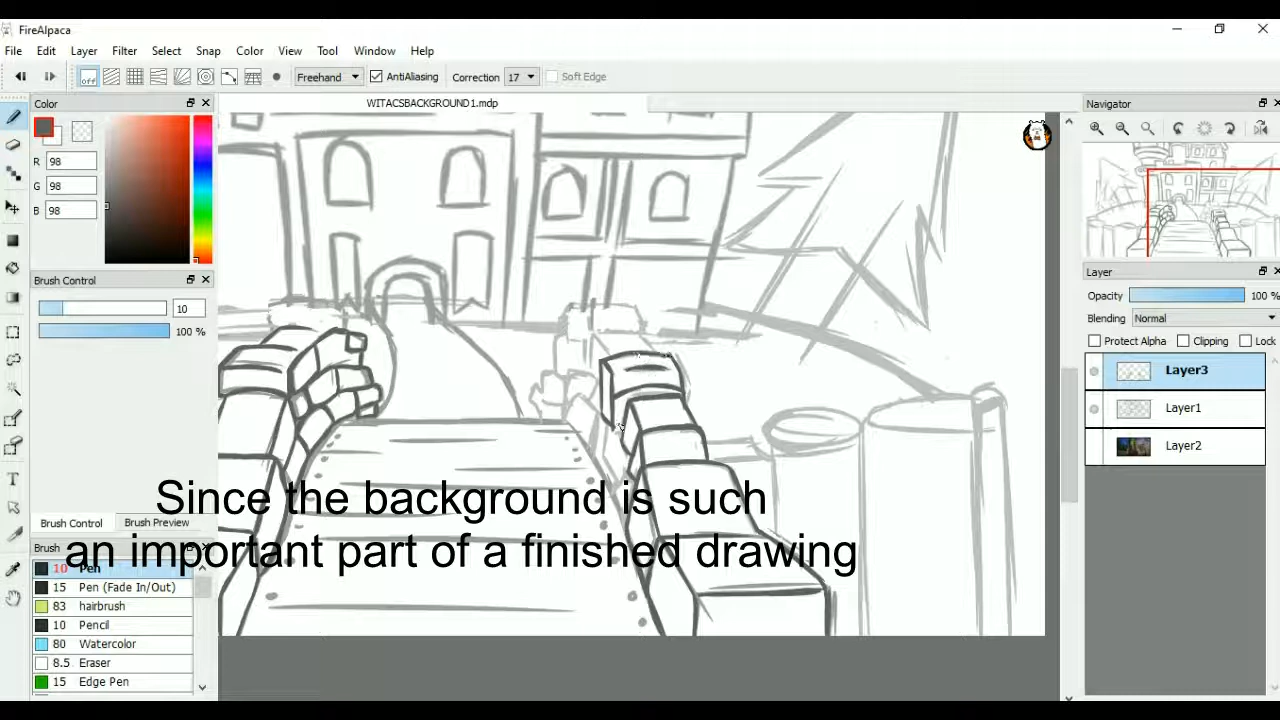 FireAlpaca
File Edit Layer Filter Select Snap Color View Tool Window Help
off Freehand AntiAliasing Correction 17 Soft Edge
Color
WITACSBACKGROUND1.mdp
Navigator
R 98
G 98
B 98
Brush Control
10
100 %
Layer
Opacity 100 %
Blending Normal
Protect Alpha Clipping Lock
Layer3
Layer1
Layer2
Since the background is such
an important part of a finished drawing
Brush Control Brush Preview
Brush
10 Pen
15 Pen (Fade In/Out)
83 hairbrush
10 Pencil
80 Watercolor
8.5 Eraser
15 Edge Pen